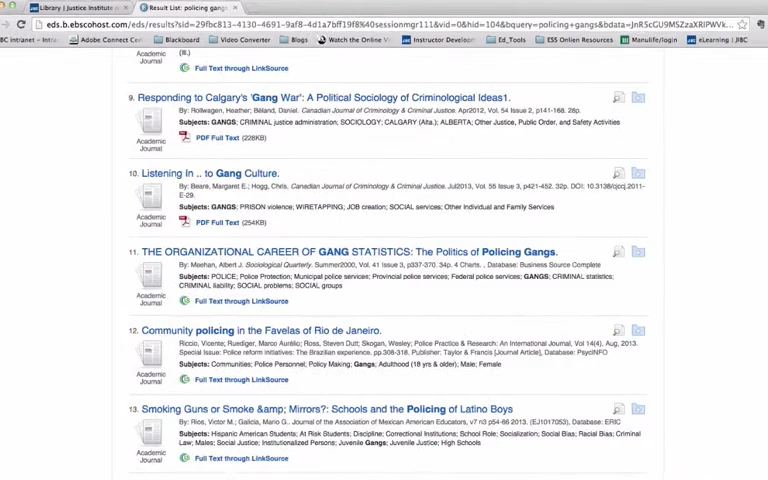 Library | Justice Institute
Result List: policing gangs
eds.b.ebscohost.com/eds/results?sid=29fbc813-4130-4691-9af8-4d1a7bff19f8%40sessionmgr111&vid=0&hid=104&bquery=policing+gangs&bdata=JnR5cGU9MSZzaXRlPWVk...
Adobe Connect Cen Blackboard Video Converter Blogs Watch the Online V Instructor Develop Ed_Tools ESS Onlien Resources Manulife/login eLearning | JIBC
Academic
Journal
Full Text through LinkSource
9. Responding to Calgary's 'Gang War': A Political Sociology of Criminological Ideas1.
By: Rollwagen, Heather; Béland, Daniel. Canadian Journal of Criminology & Criminal Justice. Apr2012, Vol. 54 Issue 2, p141-168. 28p.
Subjects: GANGS; CRIMINAL justice administration; SOCIOLOGY; CALGARY (Alta.); ALBERTA; Other Justice, Public Order, and Safety Activities
PDF Full Text (228KB)
Academic
Journal
10. Listening In .. to Gang Culture.
By: Beare, Margaret E.; Hogg, Chris. Canadian Journal of Criminology & Criminal Justice. Jul2013, Vol. 55 Issue 3, p421-452. 32p. DOI: 10.3138/cjccj.2011-
E-29.
Subjects: GANGS; PRISON violence; WIRETAPPING; JOB creation; SOCIAL services; Other Individual and Family Services
PDF Full Text (254KB)
Academic
Journal
11. THE ORGANIZATIONAL CAREER OF GANG STATISTICS: The Politics of Policing Gangs.
By: Meehan, Albert J. Sociological Quarterly. Summer2000, Vol. 41 Issue 3, p337-370. 34p. 4 Charts. , Database: Business Source Complete
Subjects: POLICE; Police Protection; Municipal police services; Provincial police services; Federal police services; GANGS; CRIMINAL statistics;
CRIMINAL liability; SOCIAL problems; SOCIAL groups
Full Text through LinkSource
Academic
Journal
12. Community policing in the Favelas of Rio de Janeiro.
Riccio, Vicente; Ruediger, Marco Aurélio; Ross, Steven Dutt; Skogan, Wesley; Police Practice & Research: An International Journal, Vol 14(4), Aug, 2013.
Special Issue: Police reform initiatives: The Brazilian experience. pp.308-318. Publisher: Taylor & Francis [Journal Article], Database: PsycINFO
Subjects: Communities; Police Personnel; Policy Making; Gangs; Adulthood (18 yrs & older); Male; Female
Full Text through LinkSource
Academic
Journal
13. Smoking Guns or Smoke &amp; Mirrors?: Schools and the Policing of Latino Boys
By: Rios, Victor M.; Galicia, Mario G.. Journal of the Association of Mexican American Educators, v7 n3 p54-66 2013. (EJ1017053), Database: ERIC
Subjects: Hispanic American Students; At Risk Students; Discipline; Correctional Institutions; School Role; Socialization; Social Bias; Racial Bias; Criminal
Law; Males; Social Justice; Institutionalized Persons; Juvenile Gangs; Juvenile Justice; High Schools
Full Text through LinkSource
Academic
Journal